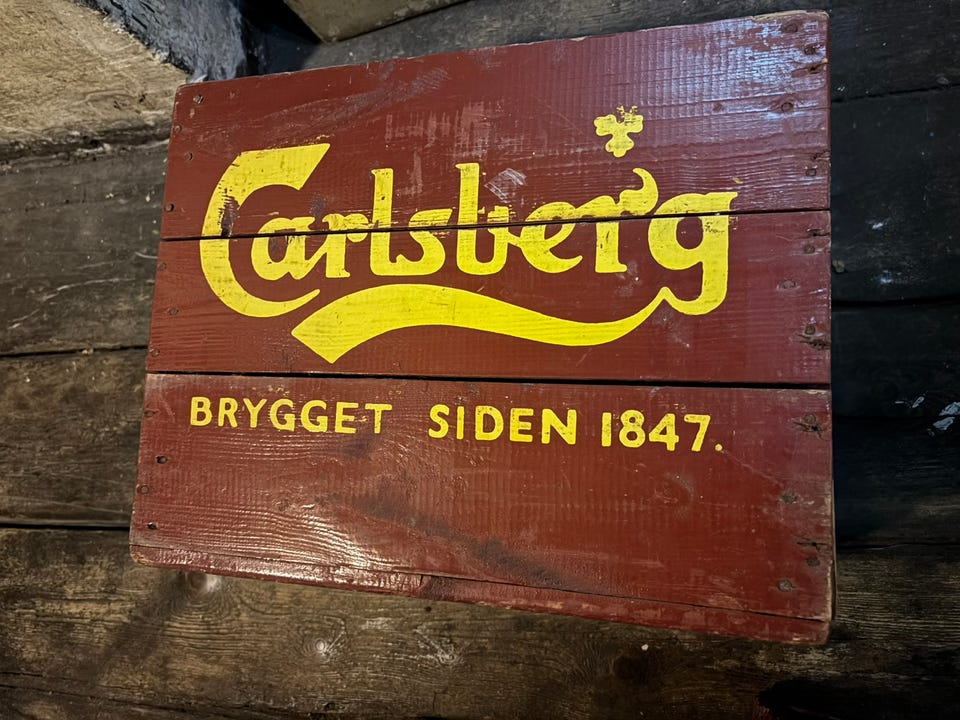 Carlsberg
BRYGGET SIDEN 1847.